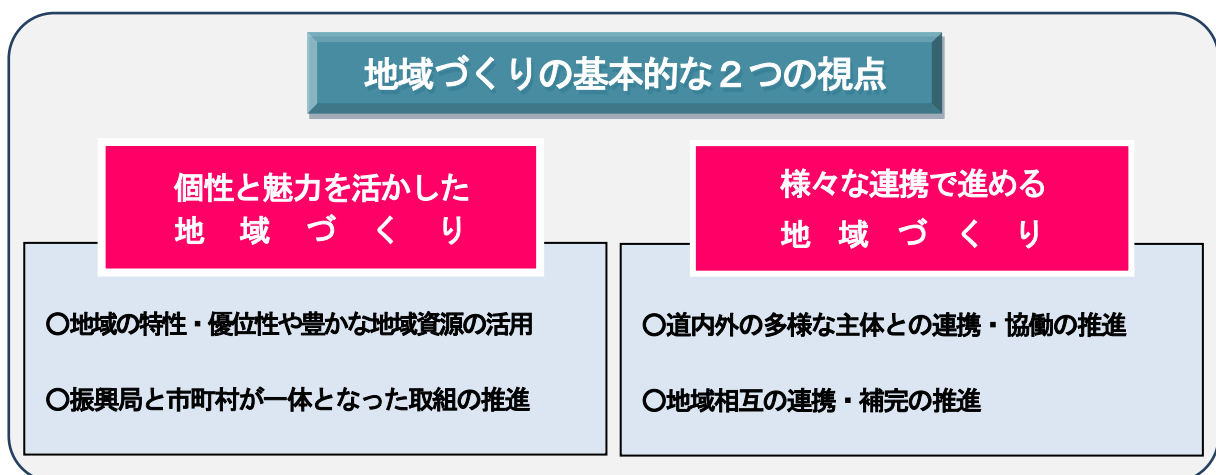 地域づくりの基本的な２つの視点
個性と魅力を活かした
地域づくり
〇地域の特性・優位性や豊かな地域資源の活用
〇振興局と市町村が一体となった取組の推進
様々な連携で進める
地域づくり
〇道内外の多様な主体との連携・協働の推進
〇地域相互の連携・補完の推進